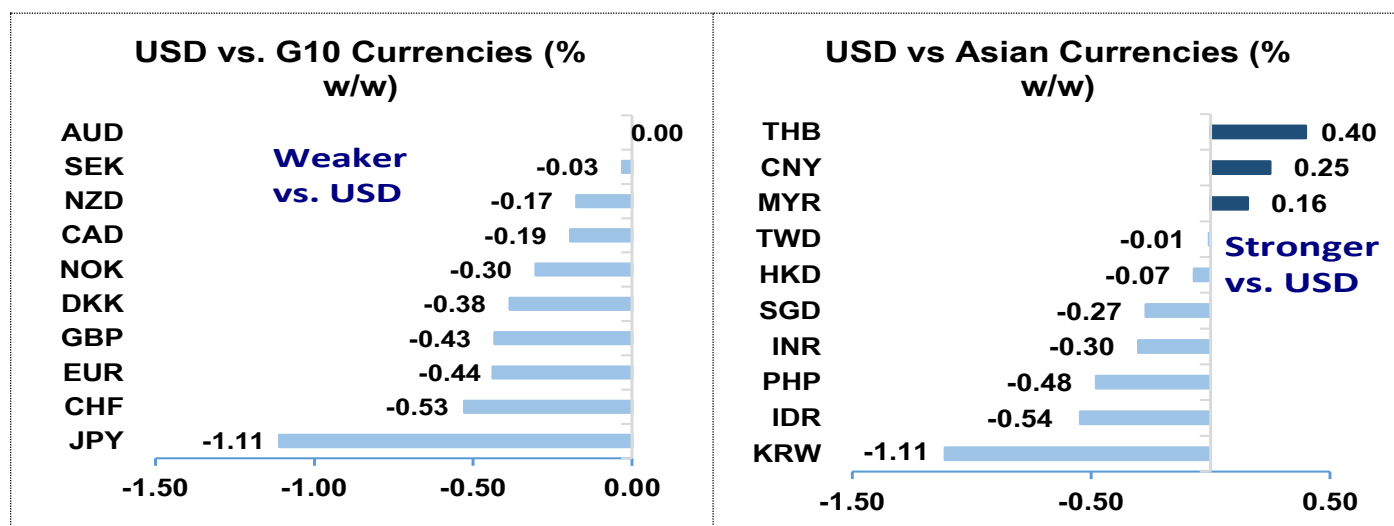 USD vs. G10 Currencies (%
w/w)
AUD 0.00
Weaker
vs. USD
SEK -0.03
NZD -0.17
CAD -0.19
NOK -0.30
DKK -0.38
GBP -0.43
EUR -0.44
CHF -0.53
JPY -1.11
-1.50 -1.00 -0.50 0.00
USD vs Asian Currencies (%
w/w)
THB 0.40
CNY 0.25
MYR 0.16
TWD -0.01
Stronger
vs. USD
HKD -0.07
SGD -0.27
INR -0.30
PHP -0.48
IDR -0.54
KRW -1.11
-1.50 -0.50 0.50